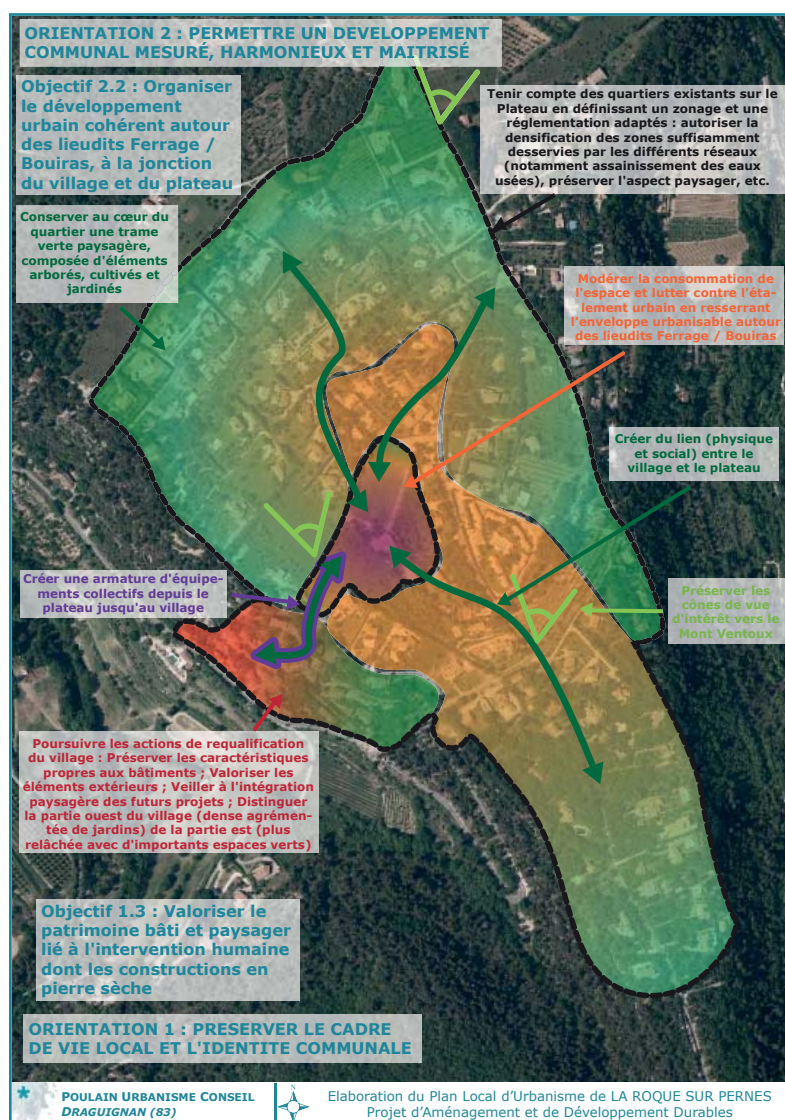 ORIENTATION 2 : PERMETTRE UN DEVELOPPEMENT
COMMUNAL MESURÉ, HARMONIEUX ET MAITRISÉ
Objectif 2.2 : Organiser
le développement
urbain cohérent autour
des lieudits Ferrage /
Bouiras, à la jonction
du village et du plateau
Tenir compte des quartiers existants sur le
Plateau en définissant un zonage et une
réglementation adaptés : autoriser la
densification des zones suffisamment
desservies par les différents réseaux
(notamment assainissement des eaux
usées), préserver l'aspect paysager, etc.
Conserver au cœur du
quartier une trame
verte paysagère,
composée d'éléments
arborés, cultivés et
jardinés
Modérer la consommation de
l'espace et lutter contre l'éta-
lement urbain en resserrant
l'enveloppe urbanisable autour
des lieudits Ferrage / Bouiras
Créer du lien (physique
et social) entre le
village et le plateau
Créer une armature d'équipe-
ments collectifs depuis le
plateau jusqu'au village
Préserver les
cônes de vue
d'intérêt vers le
Mont Ventoux
Poursuivre les actions de requalification
du village : Préserver les caractéristiques
propres aux bâtiments ; Valoriser les
éléments extérieurs ; Veiller à l'intégration
paysagère des futurs projets ; Distinguer
la partie ouest du village (dense agrémen-
tée de jardins) de la partie est (plus
relâchée avec d'importants espaces verts)
Objectif 1.3 : Valoriser le
patrimoine bâti et paysager
lié à l'intervention humaine
dont les constructions en
pierre sèche
ORIENTATION 1 : PRESERVER LE CADRE
DE VIE LOCAL ET L'IDENTITE COMMUNALE
POULAIN URBANISME CONSEIL
DRAGUIGNAN (83)
Elaboration du Plan Local d'Urbanisme de LA ROQUE SUR PERNES
Projet d'Aménagement et de Développement Durables